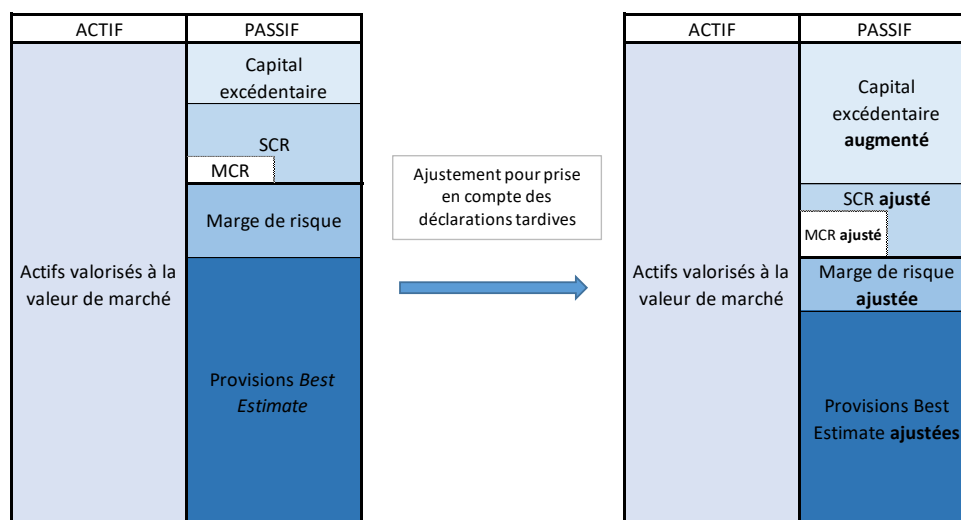 ACTIF
PASSIF
Capital
excédentaire
SCR
MCR
Marge de risque
Actifs valorisés à la
valeur de marché
Provisions Best
Estimate
Ajustement pour prise
en compte des
déclarations tardives
ACTIF
PASSIF
Capital
excédentaire
augmenté
SCR ajusté
MCR ajusté
Actifs valorisés à la
valeur de marché
Marge de risque
ajustée
Provisions Best
Estimate ajustées